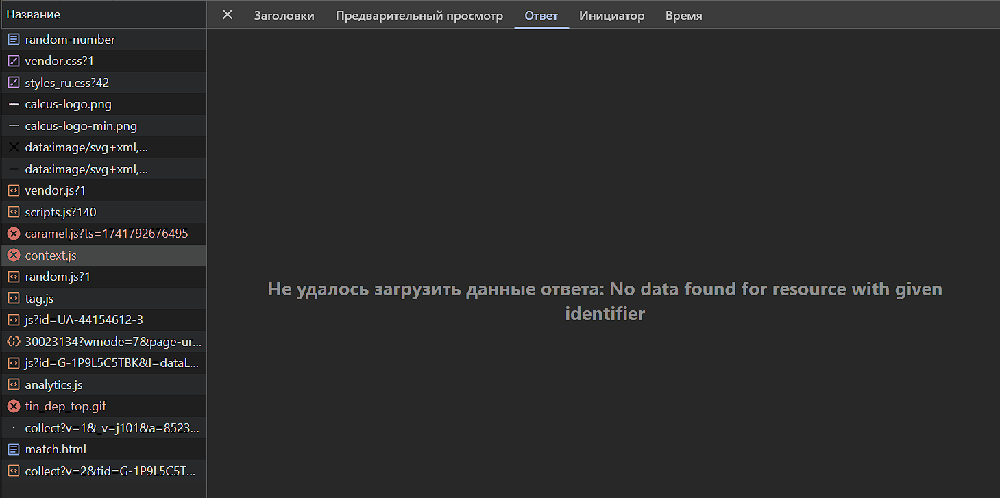 Название
Заголовки Предварительный просмотр Ответ Инициатор Время
random-number
vendor.css?1
styles_ru.css?42
calcus-logo.png
calcus-logo-min.png
data:image/svg+xml,...
data:image/svg+xml,...
vendor.js?1
scripts.js?140
caramel.js?ts=1741792676495
context.js
random.js?1
tag.js
js?id=UA-44154612-3
30023134?wmode=7&page-ur...
js?id=G-1P9L5C5TBK&l=dataL...
analytics.js
tin_dep_top.gif
collect?v=1&_v=j101&a=8523...
match.html
collect?v=2&tid=G-1P9L5C5T...
Не удалось загрузить данные ответа: No data found for resource with given
identifier